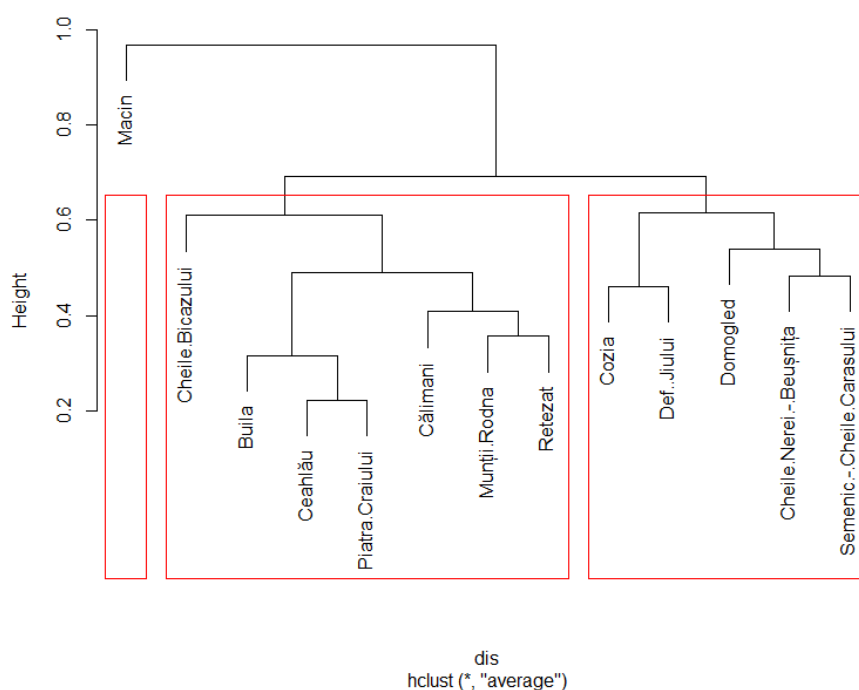 Height
1.0
0.8
0.6
0.4
0.2
Macin
Cheile.Bicazului
Buila
Ceahlău
Piatra.Craiului
Călimani
Munții.Rodna
Retezat
Cozia
Def..Jiului
Domogled
Cheile.Nerei.-.Beușnița
Semenic.-.Cheile.Carasului
dis
hclust (*, "average")